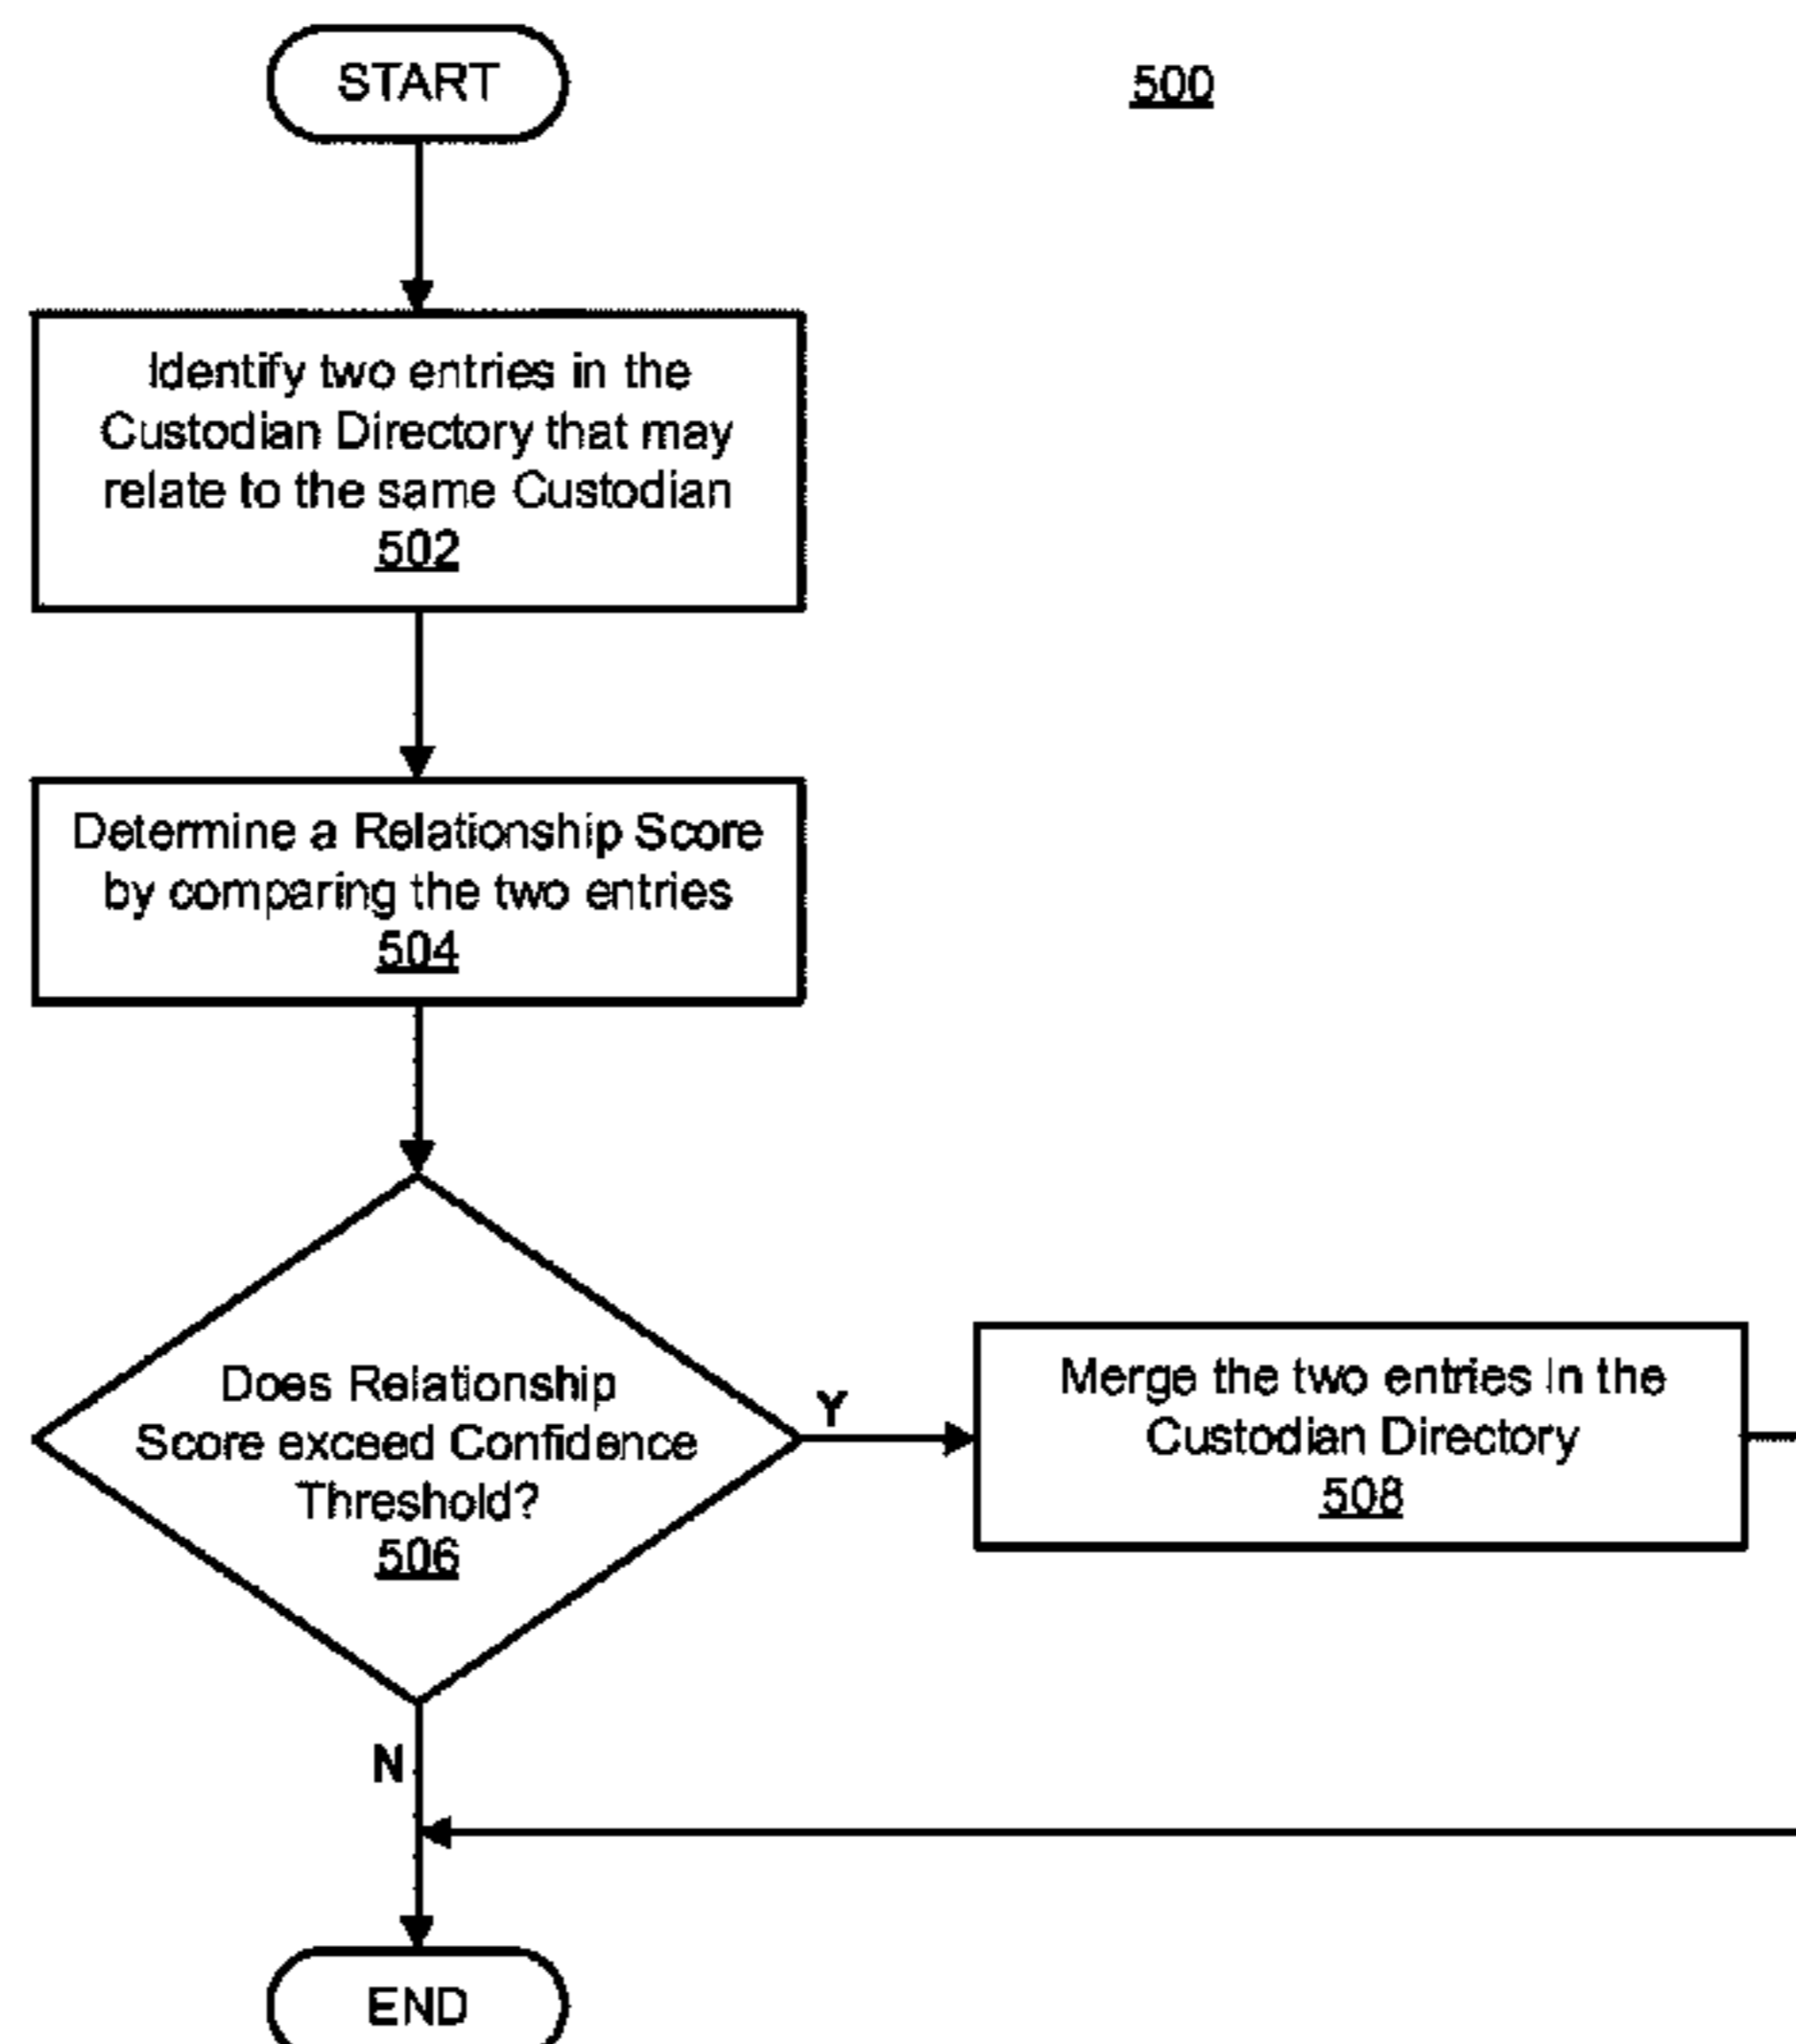 START
500
Identify two entries in the
Custodian Directory that may
relate to the same Custodian
502
Determine a Relationship Score
by comparing the two entries
504
Does Relationship
Score exceed Confidence
Threshold?
506
Y
Merge the two entries in the
Custodian Directory
508
N
END